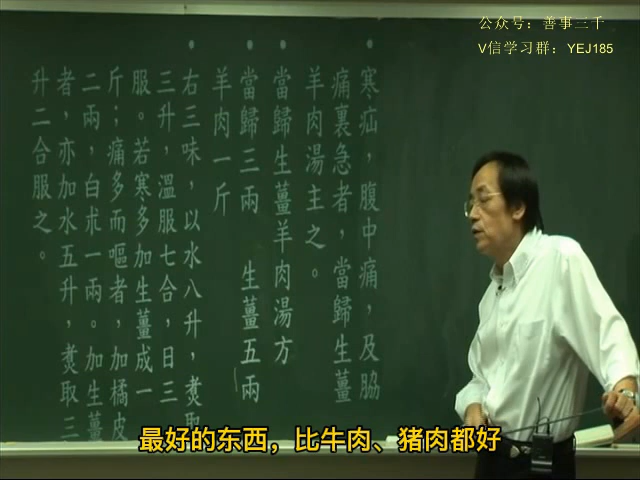 公众号：善事三千
V信学习群：YEJ185
• 寒疝，腹中痛，及脇
痛裏急者，當歸生薑
羊肉湯主之。
• 當歸生薑羊肉湯方
• 當歸三兩 生薑五兩
羊肉一斤
• 右三味，以水八升，煑取
三升，溫服七合，日三
服。若寒多加生薑成一
斤；痛多而嘔者，加橘皮
二兩，白朮一兩。加生薑
者，亦加水五升，煑取三
升二合服之。
最好的东西，比牛肉、猪肉都好